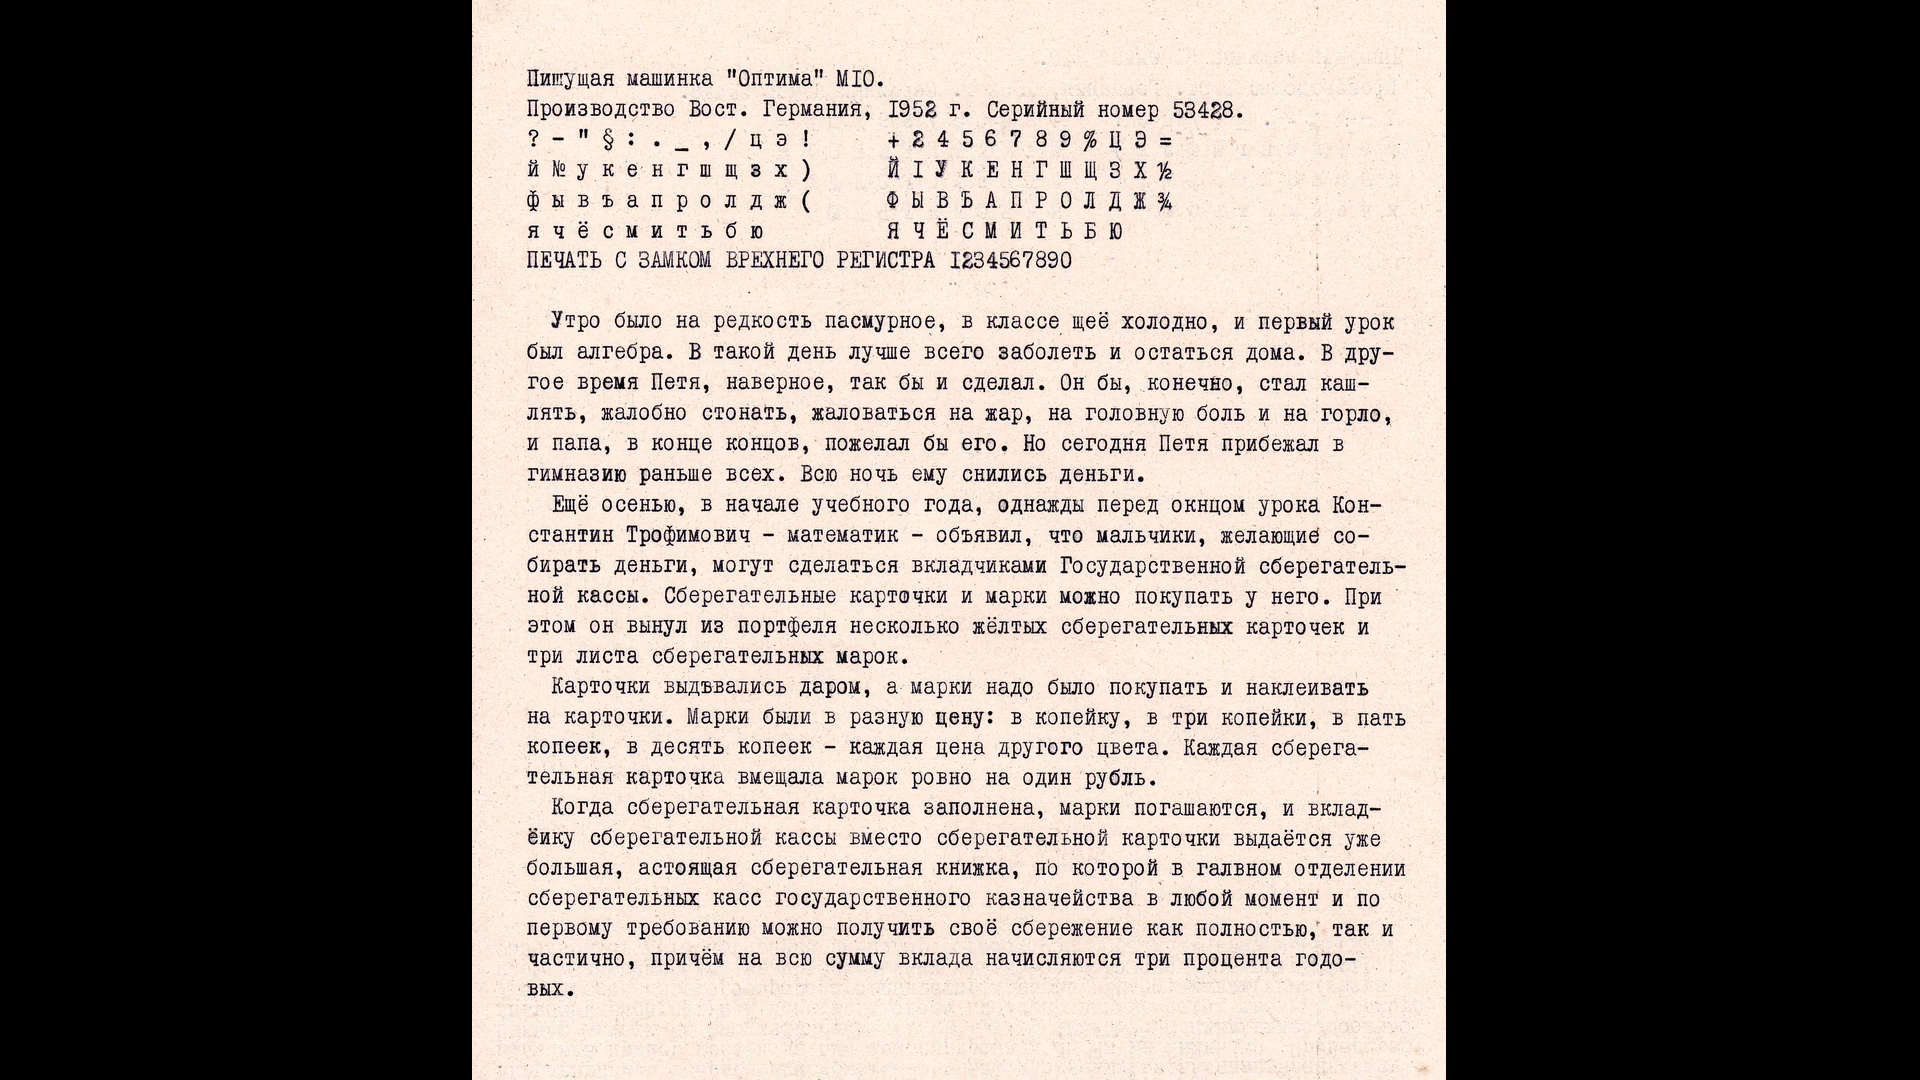 Пишущая машинка "Оптима" МІО.
Производство Вост. Германия, І952 г. Серийный номер 53428.
? - " § : . _ , / ц э ! + 2 4 5 6 7 8 9 % Ц Э =
й № у к е н г ш щ з х ) Й І У К Е Н Г Ш Щ З Х ½
ф ы в ъ а п р о л д ж ( Ф Ы В Ъ А П Р О Л Д Ж ¾
я ч ё с м и т ь б ю Я Ч Ё С М И Т Ь Б Ю
ПЕЧАТЬ С ЗАМКОМ ВРЕХНЕГО РЕГИСТРА І234567890
Утро было на редкость пасмурное, в классе щеё холодно, и первый урок
был алгебра. В такой день лучше всего заболеть и остаться дома. В дру-
гое время Петя, наверное, так бы и сделал. Он бы, конечно, стал каш-
лять, жалобно стонать, жаловаться на жар, на головную боль и на горло,
и папа, в конце концов, пожелал бы его. Но сегодня Петя прибежал в
гимназию раньше всех. Всю ночь ему снились деньги.
Ещё осенью, в начале учебного года, однажды перед окнцом урока Кон-
стантин Трофимович - математик - объявил, что мальчики, желающие со-
бирать деньги, могут сделаться вкладчиками Государственной сберегатель-
ной кассы. Сберегательные карточки и марки можно покупать у него. При
этом он вынул из портфеля несколько жёлтых сберегательных карточек и
три листа сберегательных марок.
Карточки выдъвались даром, а марки надо было покупать и наклеивать
на карточки. Марки были в разную цену: в копейку, в три копейки, в пать
копеек, в десять копеек - каждая цена другого цвета. Каждая сберега-
тельная карточка вмещала марок ровно на один рубль.
Когда сберегательная карточка заполнена, марки погашаются, и вклад-
ёику сберегательной кассы вместо сберегательной карточки выдаётся уже
большая, астоящая сберегательная книжка, по которой в галвном отделении
сберегательных касс государственного казначейства в любой момент и по
первому требованию можно получить своё сбережение как полностью, так и
частично, причём на всю сумму вклада начисляются три процента годо-
вых.